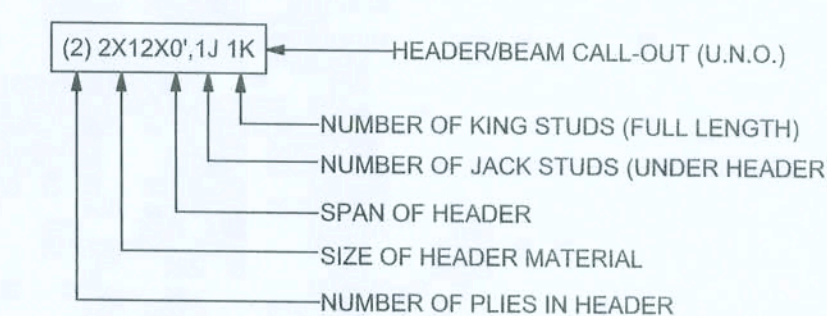 (2) 2X12X0',1J 1K
HEADER/BEAM CALL-OUT (U.N.O.)
NUMBER OF KING STUDS (FULL LENGTH)
NUMBER OF JACK STUDS (UNDER HEADER
SPAN OF HEADER
SIZE OF HEADER MATERIAL
NUMBER OF PLIES IN HEADER